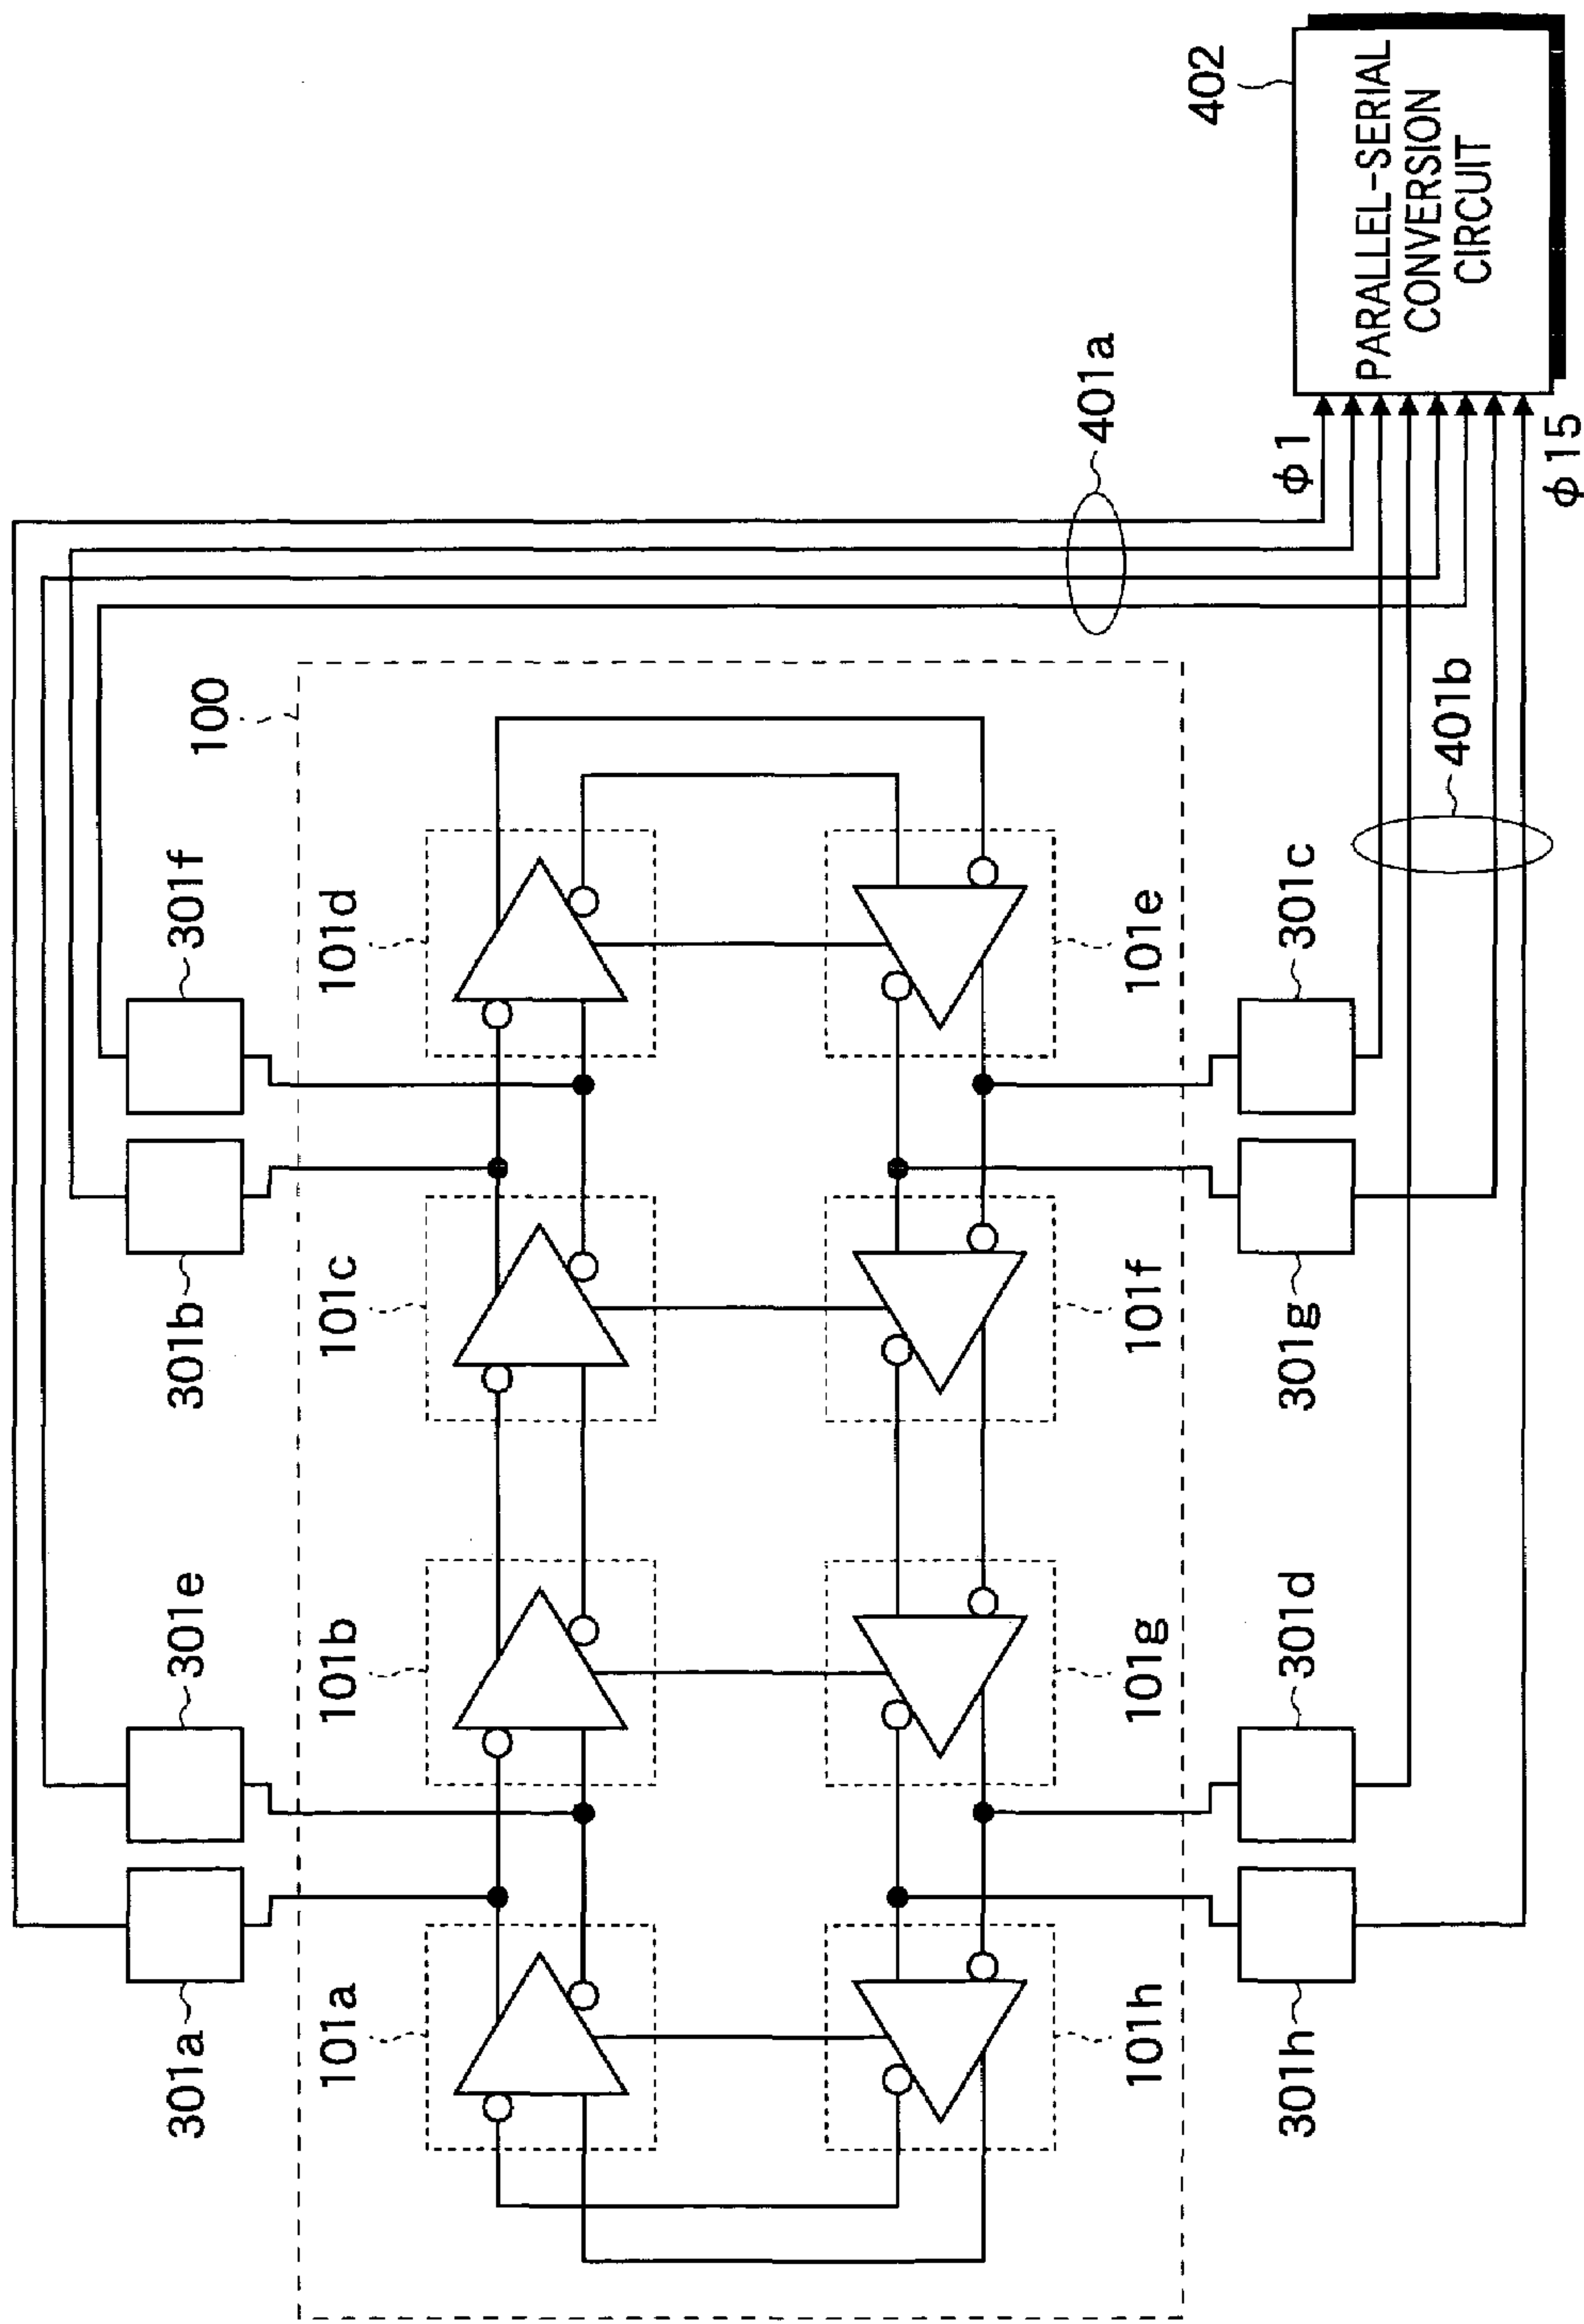 301a
301e
301b
301f
100
101a
101b
101c
101d
401a
101h
101g
101f
101e
402
301h
301d
301g
301c
φ1
PARALLEL-SERIAL
CONVERSION
CIRCUIT
401b
φ15